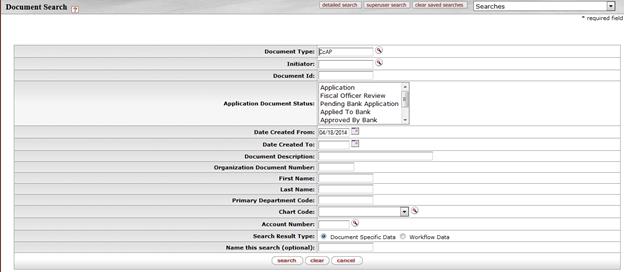 Document Search ? detailed search superuser search clear saved searches Searches
* required field
Document Type: CcAP
Initiator:
Document Id:
Application Document Status: Application
Fiscal Officer Review
Pending Bank Application
Applied To Bank
Approved By Bank
Date Created From: 04/18/2014
Date Created To:
Document Description:
Organization Document Number:
First Name:
Last Name:
Primary Department Code:
Chart Code:
Account Number:
Search Result Type: Document Specific Data Workflow Data
Name this search (optional):
search clear cancel